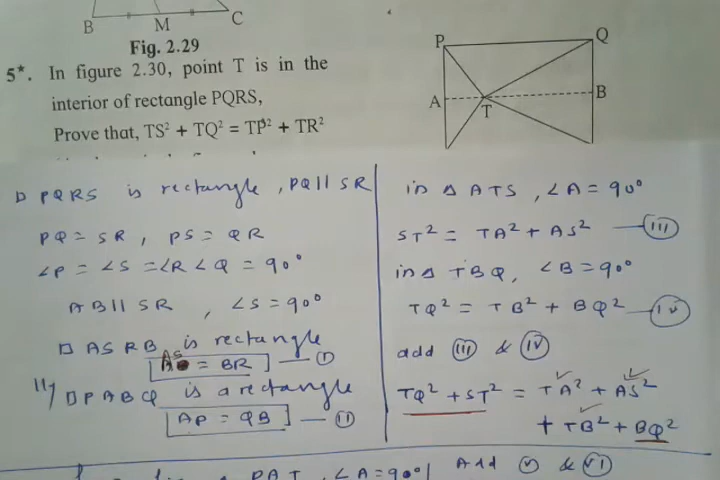 B M C
Fig. 2.29
5*. In figure 2.30, point T is in the
interior of rectangle PQRS,
Prove that, TS² + TQ² = TP² + TR²
P Q
A T B
□ PQRS is rectangle, PQ || SR
PQ = SR, PS = QR
∠P = ∠S = ∠R ∠Q = 90°
AB || SR, ∠S = 90°
□ ASRB is rectangle
AS = BR — (I)
||ly □ PABQ is a rectangle
AP = QB — (II)
in Δ ATS, ∠A = 90°
ST² = TA² + AS² — (III)
in Δ TBQ, ∠B = 90°
TQ² = TB² + BQ² — (IV)
add (III) & (IV)
TQ² + ST² = TA² + AS²
+ TB² + BQ²
PAT, ∠A = 90°
Add (V) & (VI)